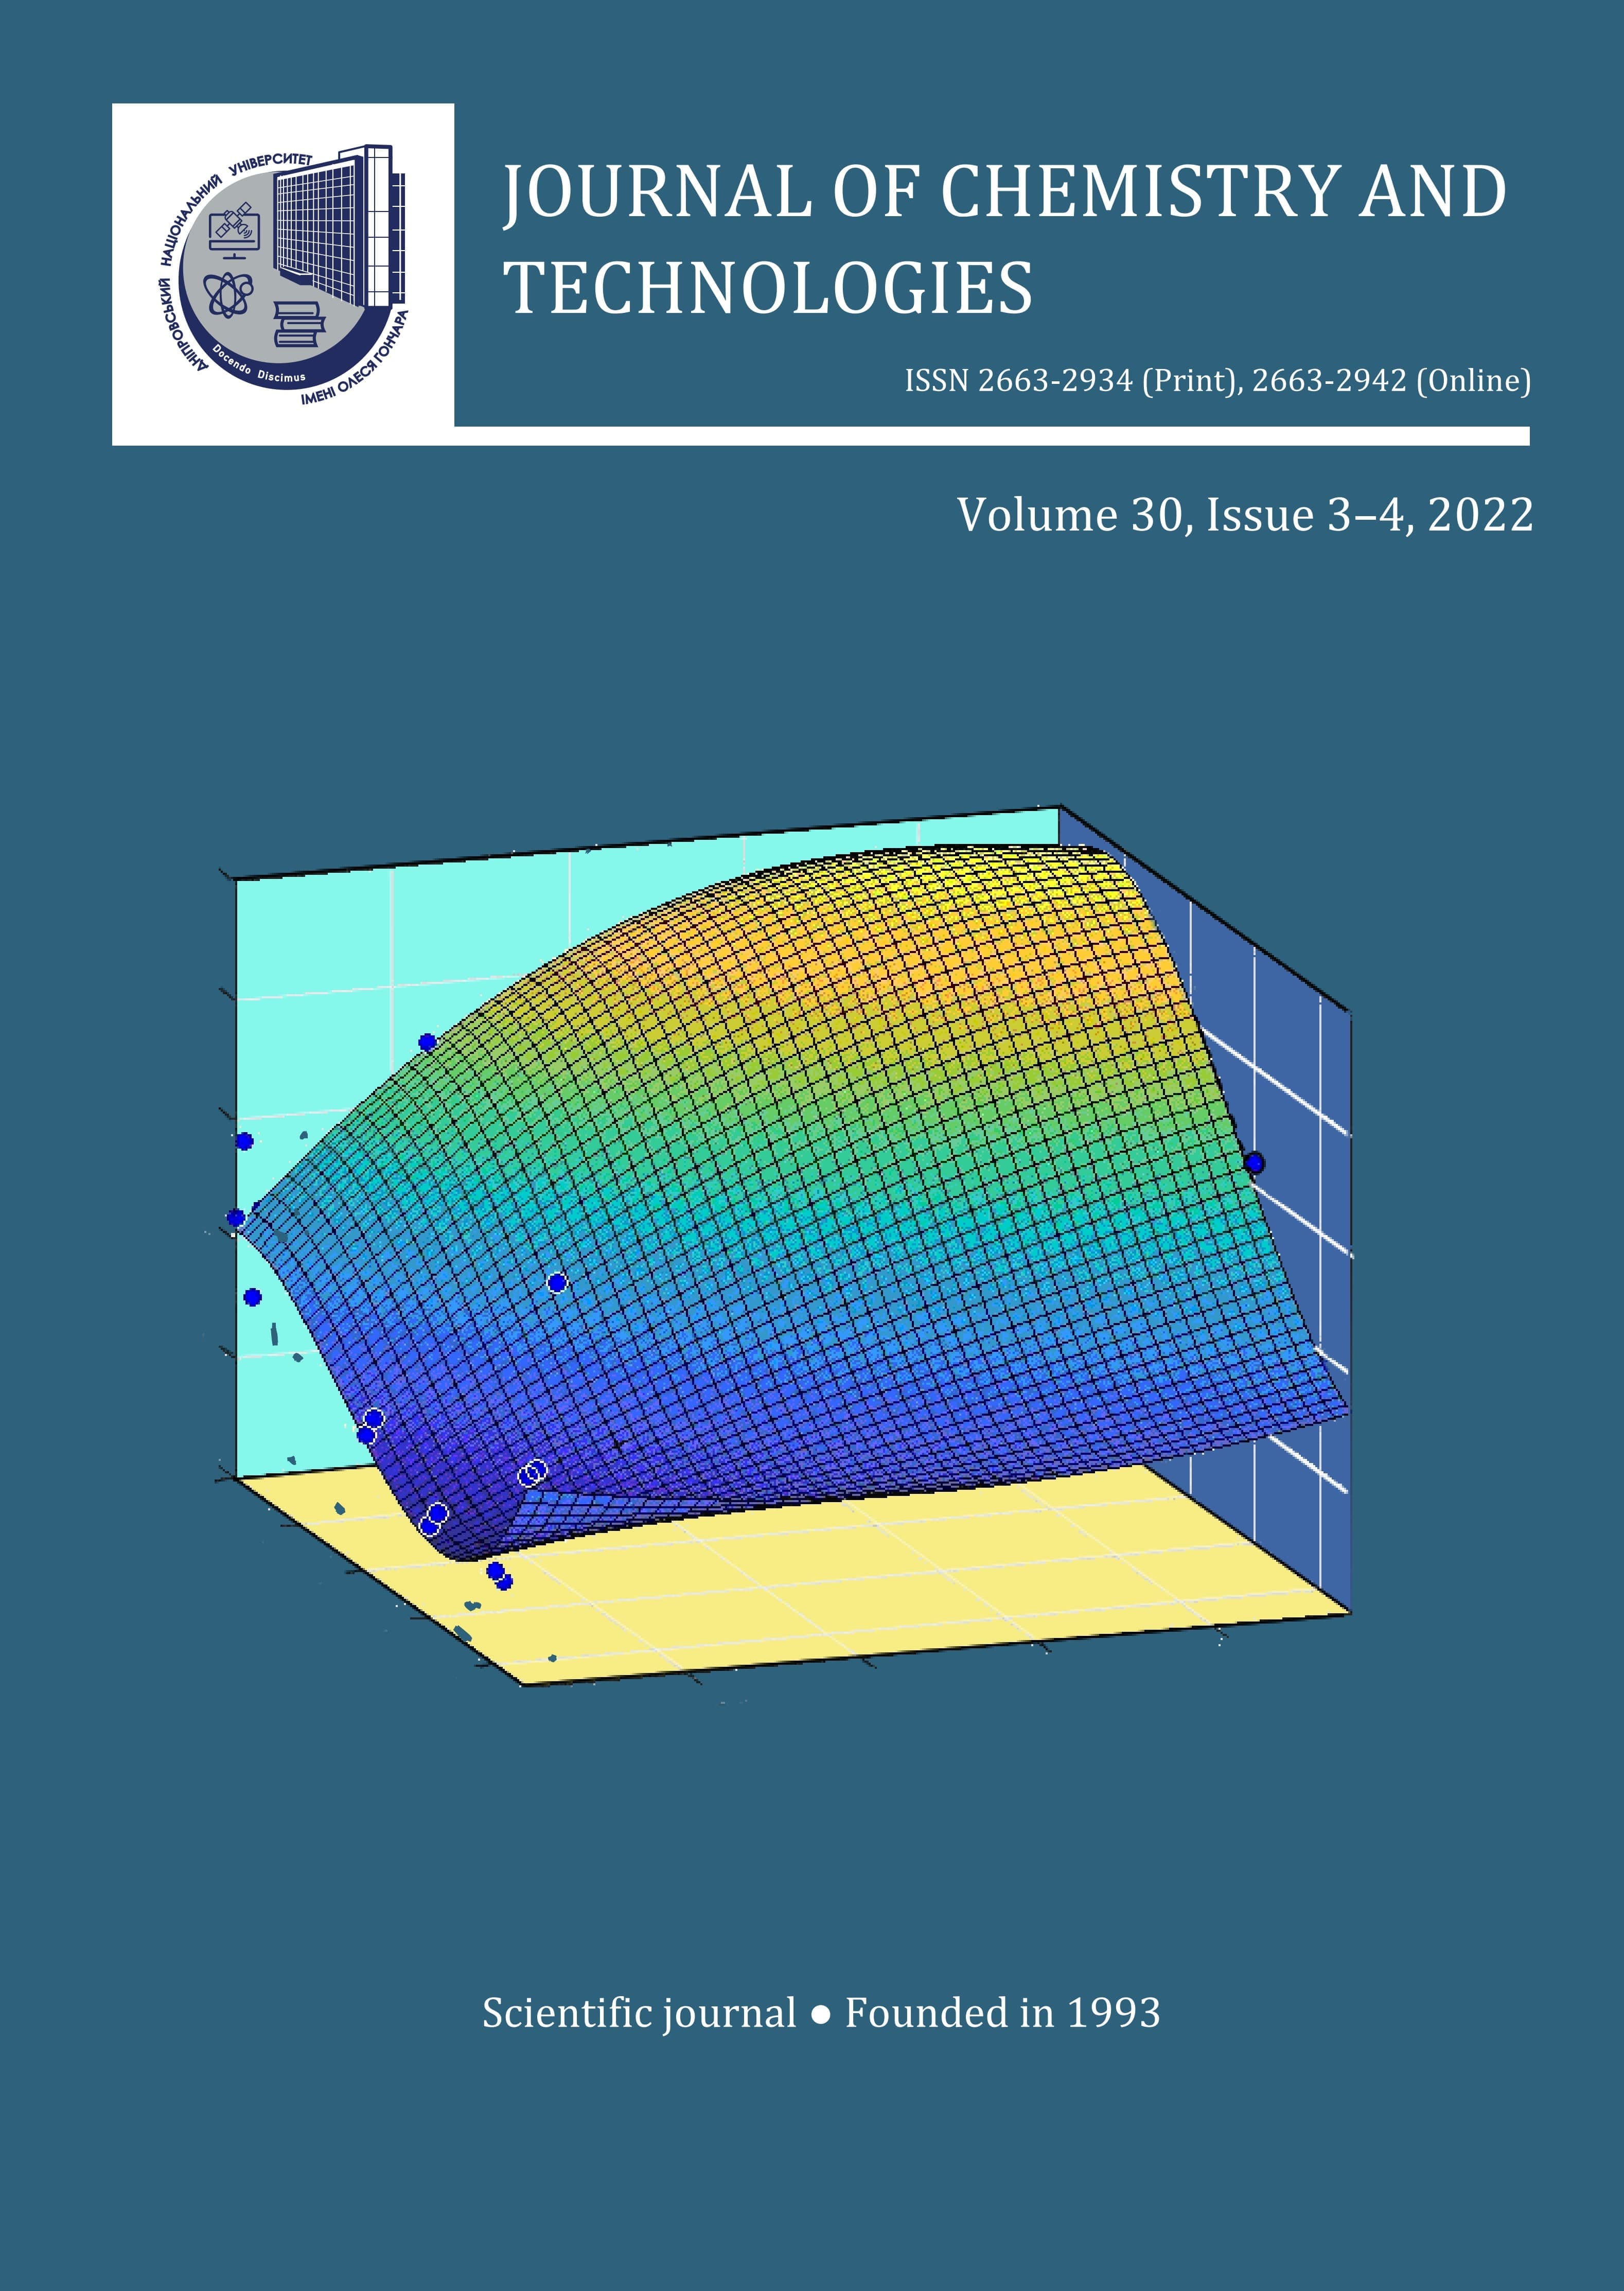 ДНІПРОВСЬКИЙ НАЦІОНАЛЬНИЙ УНІВЕРСИТЕТ
ІМЕНІ ОЛЕСЯ ГОНЧАРА
Docendo Discimus
JOURNAL OF CHEMISTRY AND
TECHNOLOGIES
ISSN 2663-2934 (Print), 2663-2942 (Online)
Volume 30, Issue 3–4, 2022
Scientific journal ● Founded in 1993